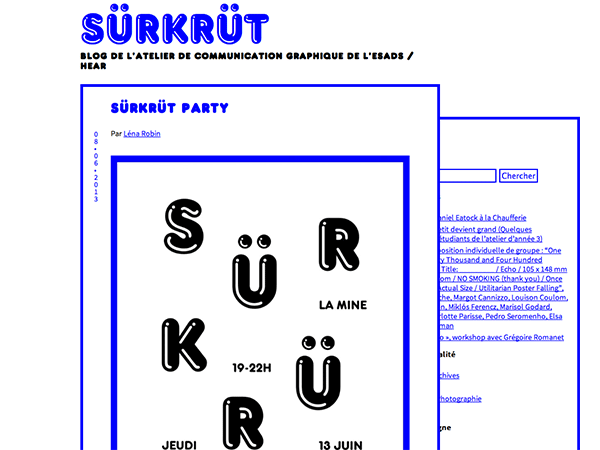 SÜRKRÜT
BLOG DE L'ATELIER DE COMMUNICATION GRAPHIQUE DE L'ESADS /
HEAR
SÜRKRÜT PARTY
08•06•2013
Par Léna Robin
S
Ü
R
LA MINE
K
19-22H
Ü
R
JEUDI
13 JUIN
Chercher
niel Eatock à la Chaufferie
etit devient grand (Quelques
étudiants de l'atelier d'année 3)
position individuelle de groupe : "One
y Thousand and Four Hundred
Title: ________ / Echo / 105 x 148 mm
om / NO SMOKING (thank you) / Once
Actual Size / Utilitarian Poster Falling",
che, Margot Cannizzo, Louison Coulom,
n, Miklós Ferencz, Marisol Godard,
rlotte Parisse, Pedro Seromenho, Elsa
man
o », workshop avec Grégoire Romanet
alité
chives
hotographie
gne